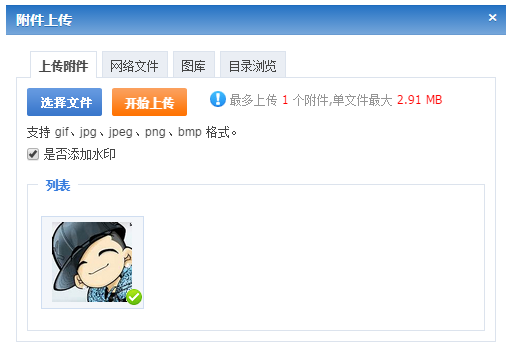 附件上传 ×
上传附件 网络文件 图库 目录浏览
选择文件 开始上传 最多上传 1 个附件,单文件最大 2.91 MB
支持 gif、jpg、jpeg、png、bmp 格式。
是否添加水印
列表